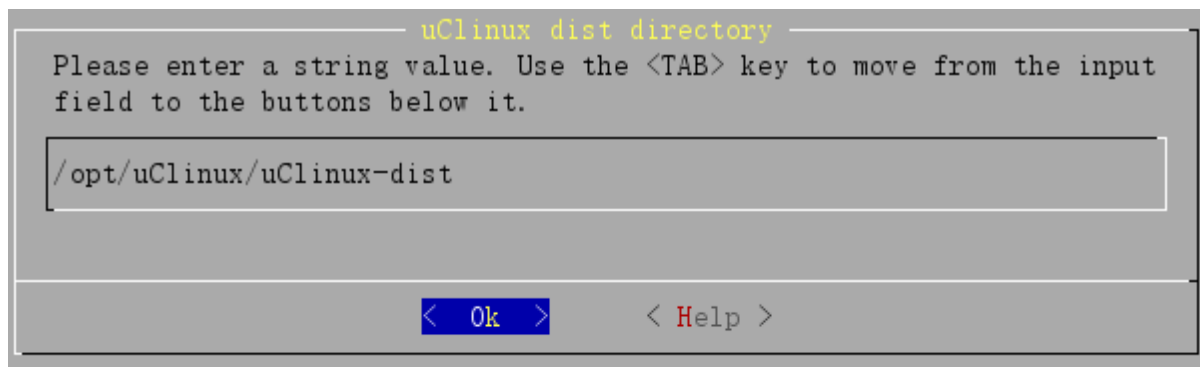 uClinux dist directory
Please enter a string value. Use the <TAB> key to move from the input
field to the buttons below it.
/opt/uClinux/uClinux-dist
< Ok > < Help >